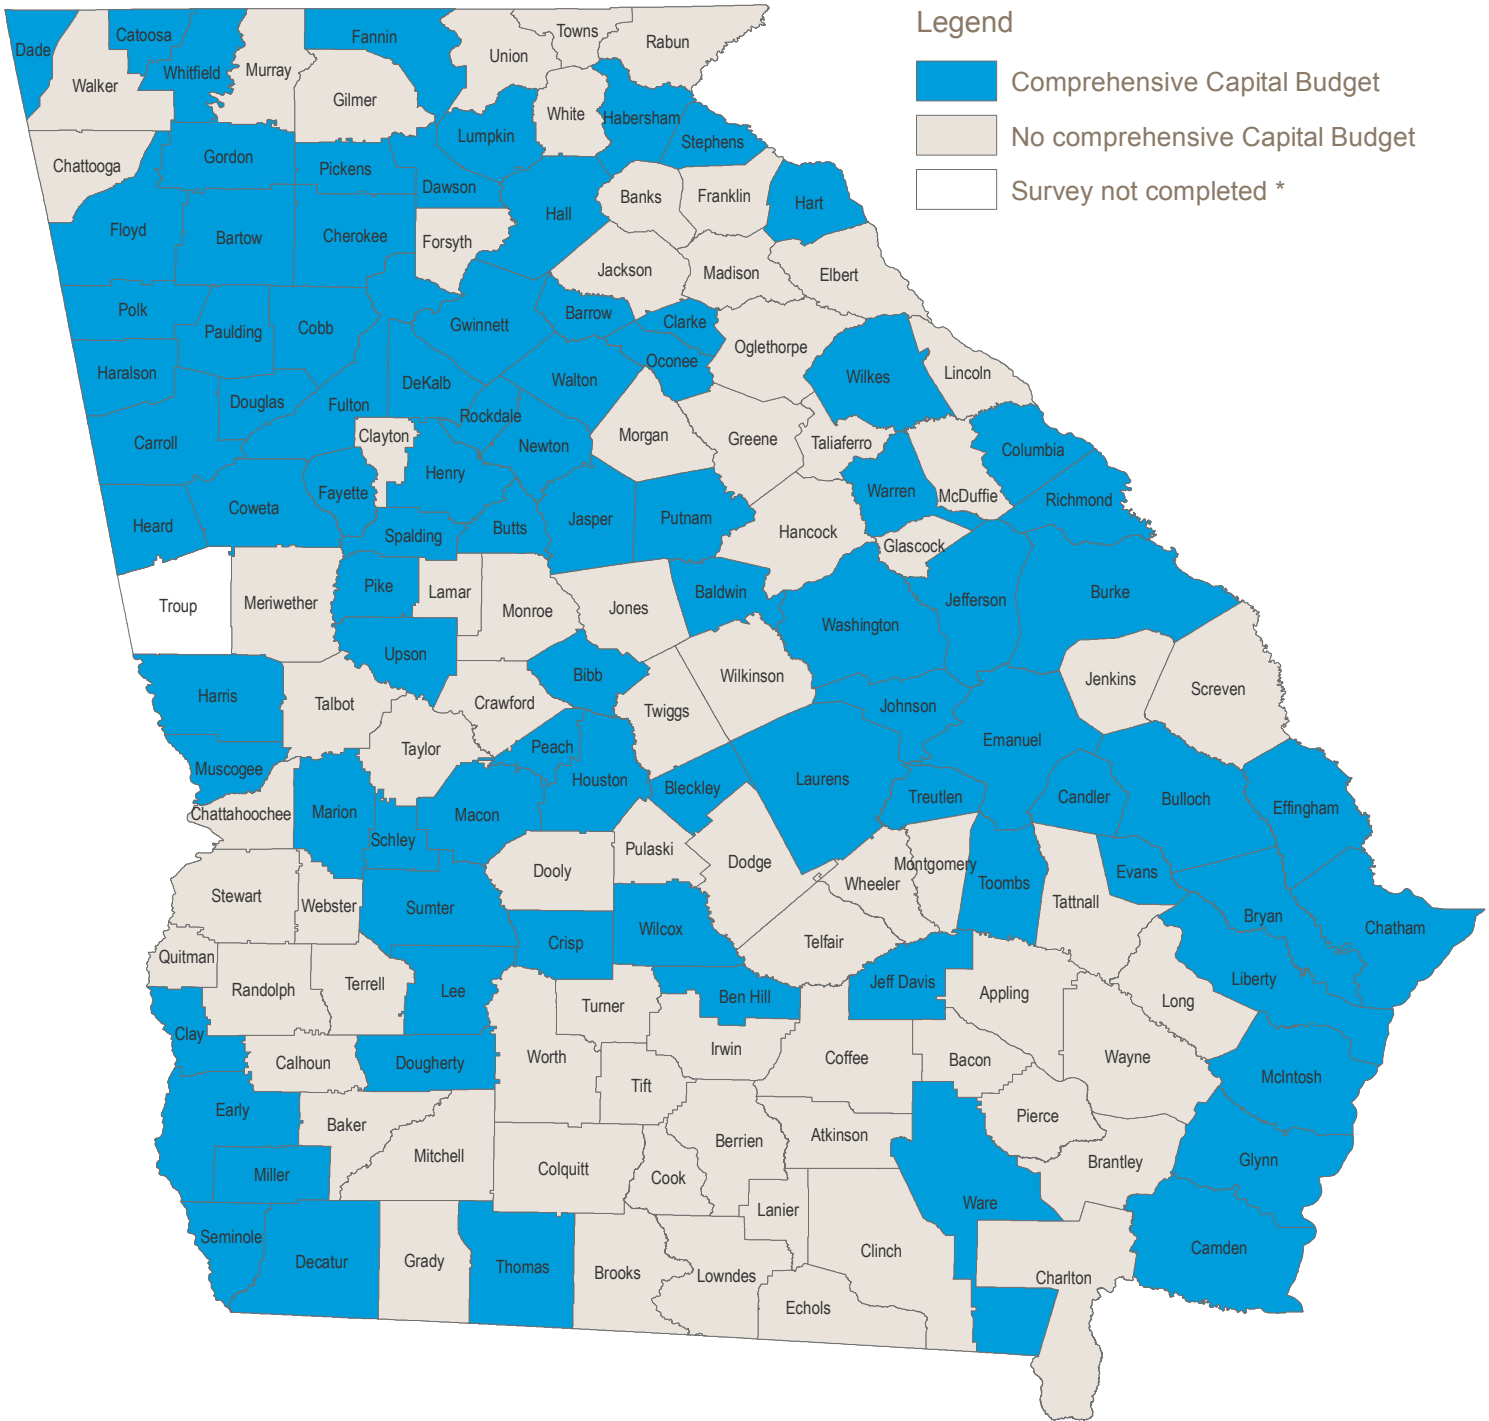 Legend
Comprehensive Capital Budget
No comprehensive Capital Budget
Survey not completed *
Dade
Catoosa
Whitfield
Walker
Murray
Fannin
Gilmer
Union
Towns
Rabun
White
Habersham
Stephens
Lumpkin
Chattooga
Gordon
Pickens
Dawson
Hall
Banks
Franklin
Hart
Floyd
Bartow
Cherokee
Forsyth
Jackson
Madison
Elbert
Polk
Paulding
Cobb
Gwinnett
Barrow
Clarke
Oconee
Oglethorpe
Wilkes
Lincoln
Haralson
Douglas
Fulton
DeKalb
Rockdale
Walton
Newton
Morgan
Greene
Taliaferro
Columbia
Carroll
Clayton
Henry
Fayette
Coweta
Heard
Spalding
Butts
Jasper
Putnam
Hancock
Warren
McDuffie
Richmond
Glascock
Troup
Meriwether
Pike
Lamar
Monroe
Jones
Baldwin
Washington
Jefferson
Burke
Upson
Bibb
Wilkinson
Twiggs
Crawford
Jenkins
Screven
Harris
Talbot
Taylor
Peach
Houston
Bleckley
Johnson
Emanuel
Laurens
Treutlen
Candler
Bulloch
Effingham
Muscogee
Chattahoochee
Marion
Schley
Macon
Dooly
Pulaski
Dodge
Wheeler
Montgomery
Toombs
Tattnall
Evans
Bryan
Chatham
Stewart
Webster
Sumter
Crisp
Wilcox
Telfair
Quitman
Randolph
Terrell
Lee
Turner
Ben Hill
Jeff Davis
Appling
Long
Liberty
Clay
Calhoun
Dougherty
Worth
Tift
Irwin
Coffee
Bacon
Wayne
McIntosh
Early
Baker
Mitchell
Colquitt
Cook
Berrien
Atkinson
Pierce
Brantley
Glynn
Miller
Lanier
Ware
Seminole
Decatur
Grady
Thomas
Brooks
Lowndes
Clinch
Echols
Charlton
Camden